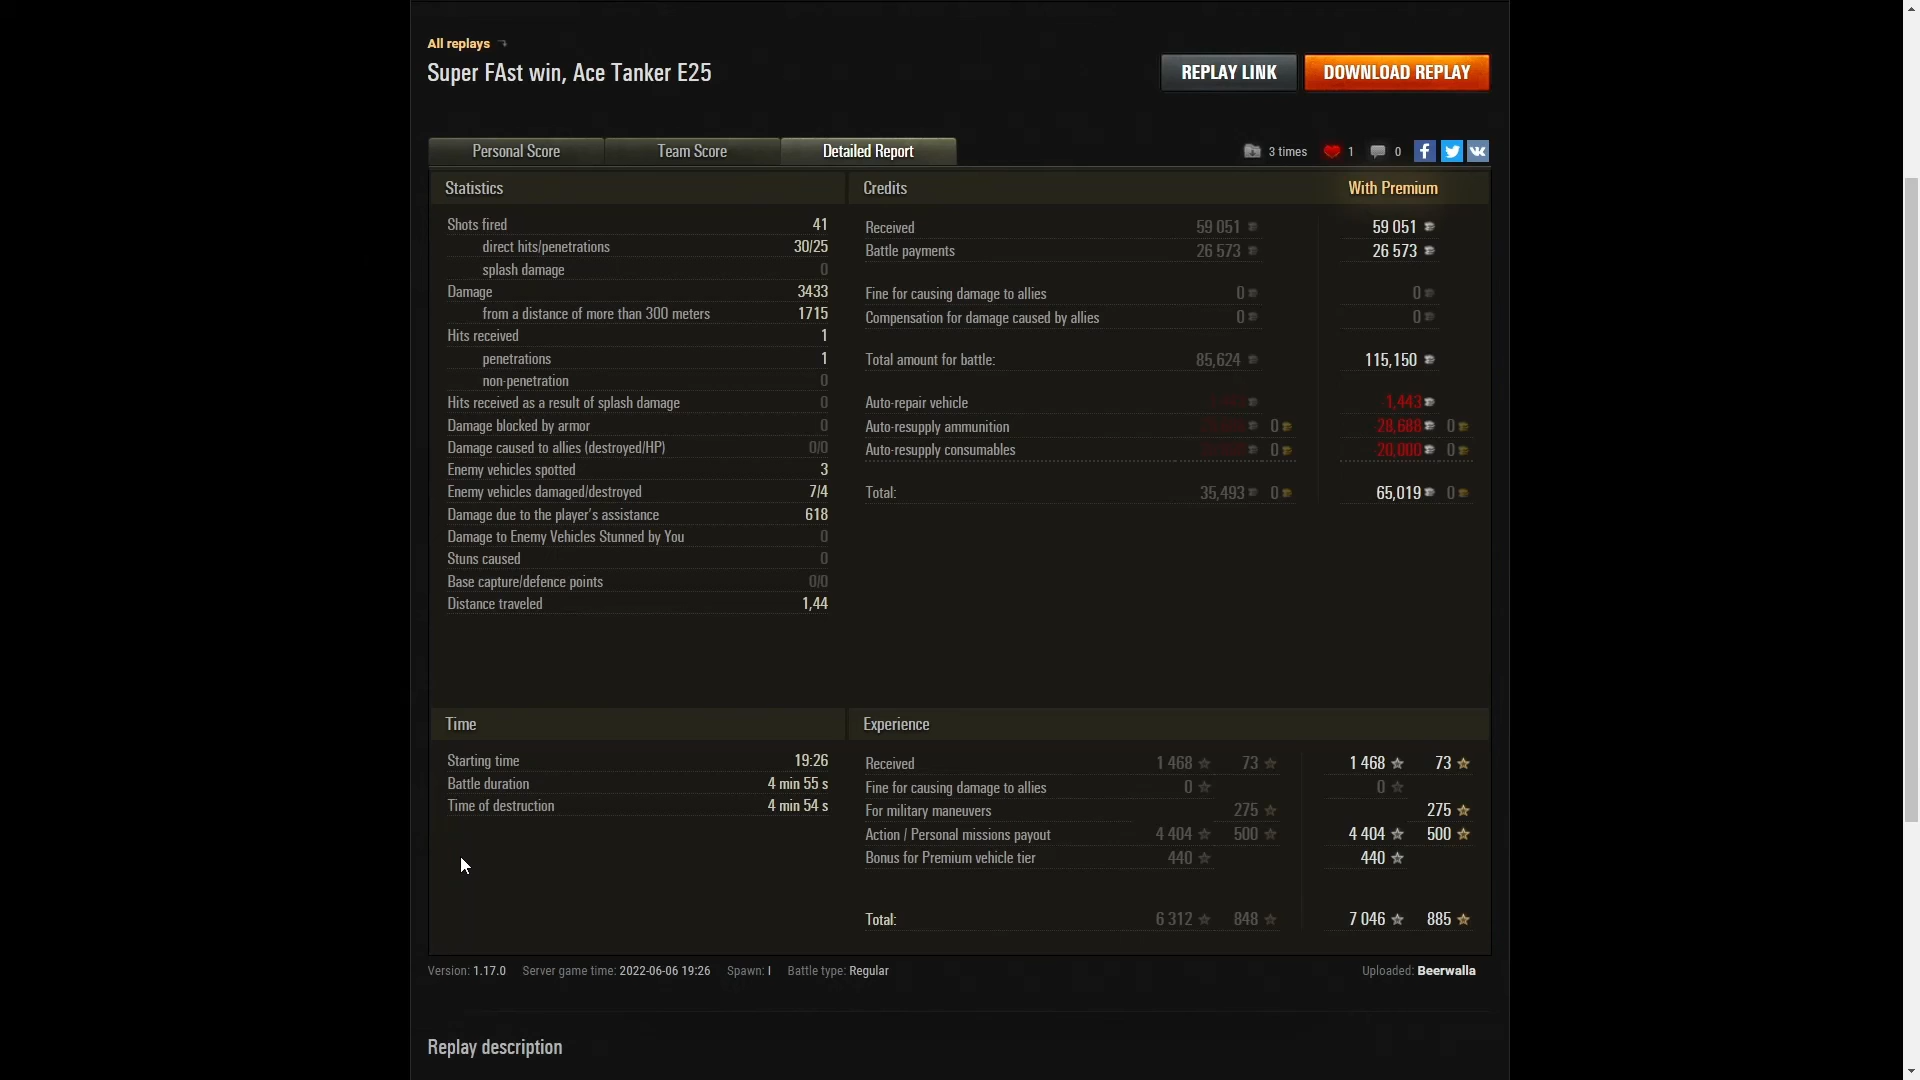 All replays
Super FAst win, Ace Tanker E25
REPLAY LINK
DOWNLOAD REPLAY
Personal Score
Team Score
Detailed Report
3 times
1
0
Statistics
Shots fired 41
direct hits/penetrations 30/25
splash damage 0
Damage 3433
from a distance of more than 300 meters 1715
Hits received 1
penetrations 1
non-penetration 0
Hits received as a result of splash damage 0
Damage blocked by armor 0
Damage caused to allies (destroyed/HP) 0/0
Enemy vehicles spotted 3
Enemy vehicles damaged/destroyed 7/4
Damage due to the player's assistance 618
Damage to Enemy Vehicles Stunned by You 0
Stuns caused 0
Base capture/defence points 0/0
Distance traveled 1,44
Credits With Premium
Received 59 051 59 051
Battle payments 26 573 26 573
Fine for causing damage to allies 0 0
Compensation for damage caused by allies 0 0
Total amount for battle: 85,624 115,150
Auto-repair vehicle -1,443
Auto-resupply ammunition 0 -28,688 0
Auto-resupply consumables 0 -20,000 0
Total: 35,493 0 65,019 0
Time
Starting time 19:26
Battle duration 4 min 55 s
Time of destruction 4 min 54 s
Experience
Received 1 468 73 1 468 73
Fine for causing damage to allies 0 0
For military maneuvers 275 275
Action / Personal missions payout 4 404 500 4 404 500
Bonus for Premium vehicle tier 440 440
Total: 6 312 848 7 046 885
Version: 1.17.0 Server game time: 2022-06-06 19:26 Spawn: I Battle type: Regular
Uploaded: Beerwalla
Replay description